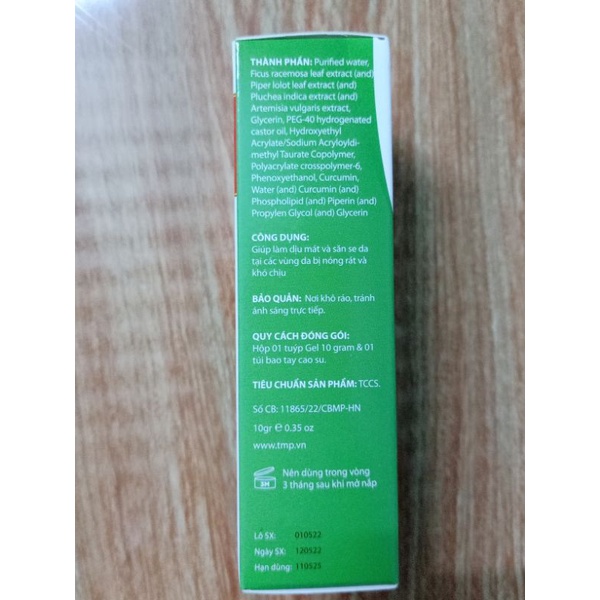 THÀNH PHẦN: Purified water,
Ficus racemosa leaf extract (and)
Piper lolot leaf extract (and)
Pluchea indica extract (and)
Artemisia vulgaris extract,
Glycerin, PEG-40 hydrogenated
castor oil, Hydroxyethyl
Acrylate/Sodium Acryloyldi-
methyl Taurate Copolymer,
Polyacrylate crosspolymer-6,
Phenoxyethanol, Curcumin,
Water (and) Curcumin (and)
Phospholipid (and) Piperin (and)
Propylen Glycol (and) Glycerin
CÔNG DỤNG:
Giúp làm dịu mát và săn se da
tại các vùng da bị nóng rát và
khó chịu
BẢO QUẢN: Nơi khô ráo, tránh
ánh sáng trực tiếp.
QUY CÁCH ĐÓNG GÓI:
Hộp 01 tuýp Gel 10 gram & 01
túi bao tay cao su.
TIÊU CHUẨN SẢN PHẨM: TCCS.
Số CB: 11865/22/CBMP-HN
10gr ℮ 0.35 oz
www.tmp.vn
3M
Nên dùng trong vòng
3 tháng sau khi mở nắp
Lô SX: 010522
Ngày SX: 120522
Hạn dùng: 110525